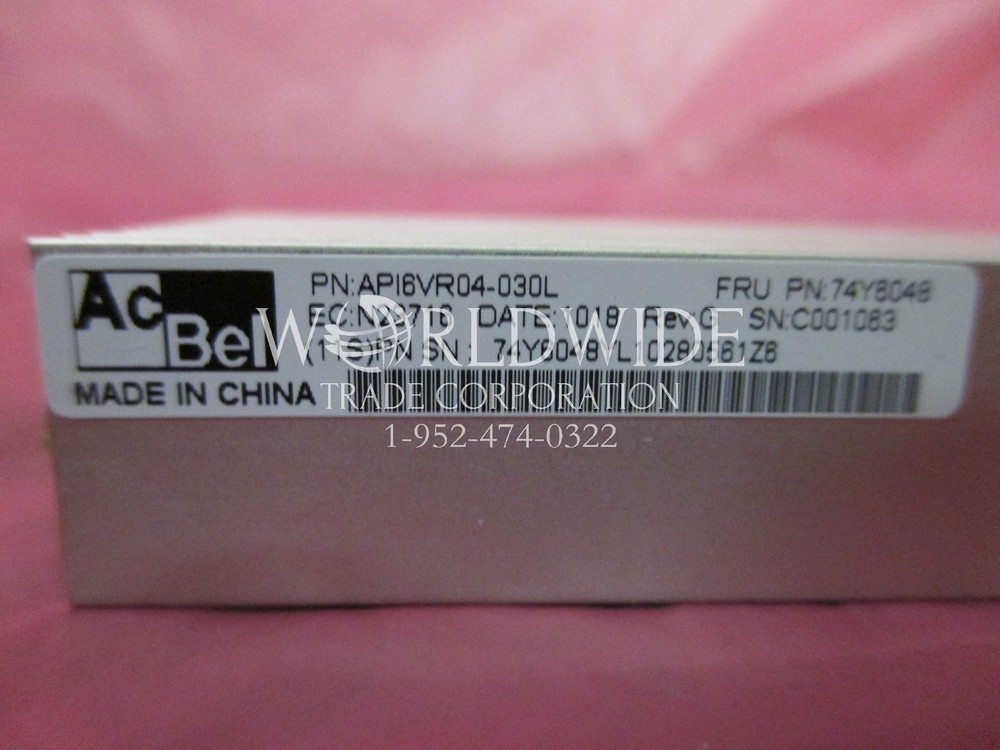 Ac
Bel
PN:API6VR04-030L
FRU PN:74Y8048
DATE:1018 Rev:G SN:C001063
MADE IN CHINA
WORLDWIDE
TRADE CORPORATION
1-952-474-0322